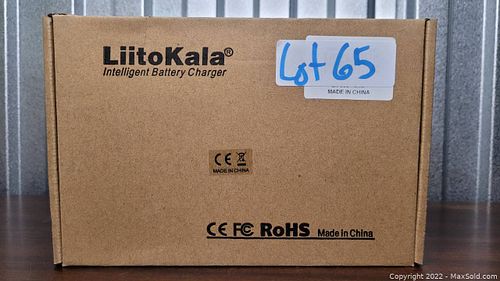 LiitoKala®
Intelligent Battery Charger
Lot 65
MADE IN CHINA
CE
MADE IN CHINA
CE FC RoHS Made in China
Copyright © 2022 - MaxSold.com